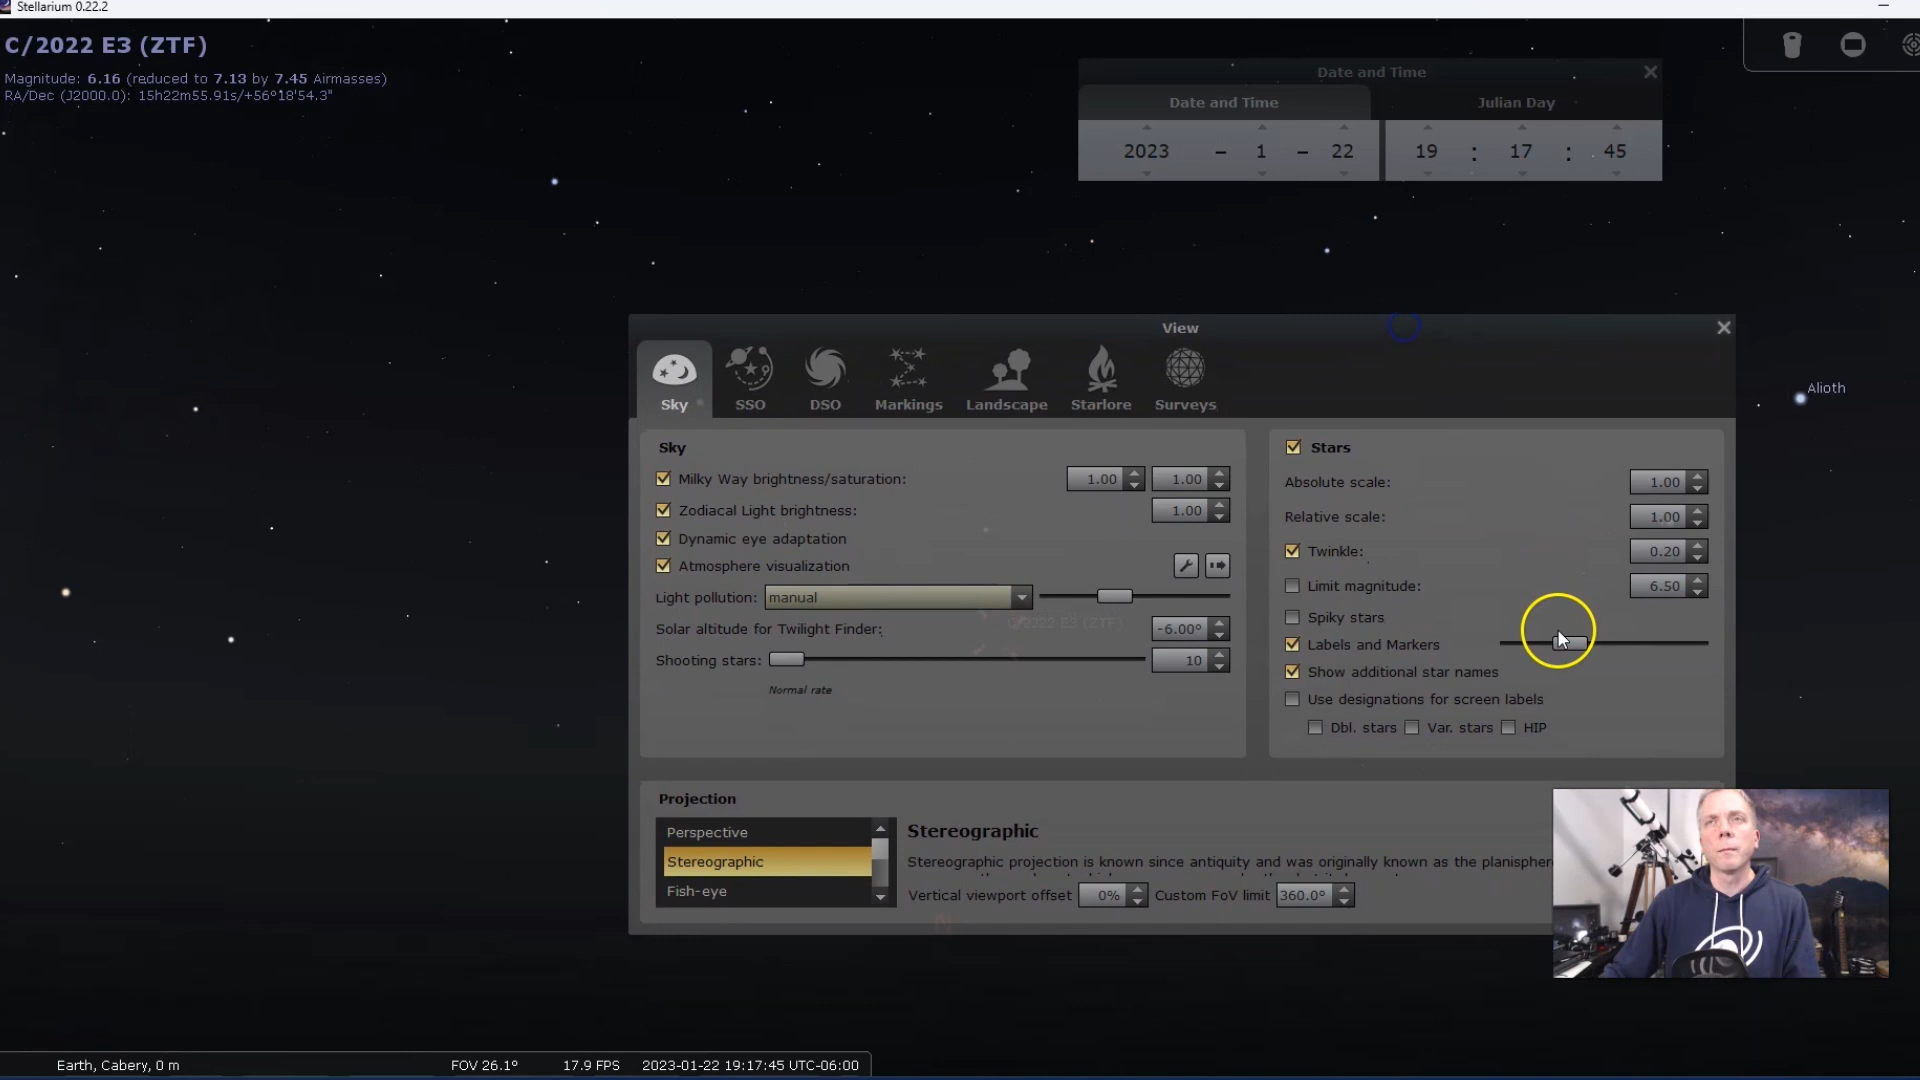 Stellarium 0.22.2
C/2022 E3 (ZTF)
Magnitude: 6.16 (reduced to 7.13 by 7.45 Airmasses)
RA/Dec (J2000.0): 15h22m55.91s/+56°18'54.3"
Date and Time
Date and Time
Julian Day
2023 - 1 - 22
19 : 17 : 45
View
Sky
SSO
DSO
Markings
Landscape
Starlore
Surveys
Alioth
Sky
Milky Way brightness/saturation: 1.00 1.00
Zodiacal Light brightness: 1.00
Dynamic eye adaptation
Atmosphere visualization
Light pollution: manual
C/2022 E3 (ZTF)
Solar altitude for Twilight Finder: -6.00°
Shooting stars: 10
Normal rate
Stars
Absolute scale: 1.00
Relative scale: 1.00
Twinkle: 0.20
Limit magnitude: 6.50
Spiky stars
Labels and Markers
Show additional star names
Use designations for screen labels
Dbl. stars Var. stars HIP
Projection
Perspective
Stereographic
Fish-eye
Stereographic
Stereographic projection is known since antiquity and was originally known as the planisphere
Vertical viewport offset 0% Custom FoV limit 360.0°
N
Earth, Cabery, 0 m FOV 26.1° 17.9 FPS 2023-01-22 19:17:45 UTC-06:00